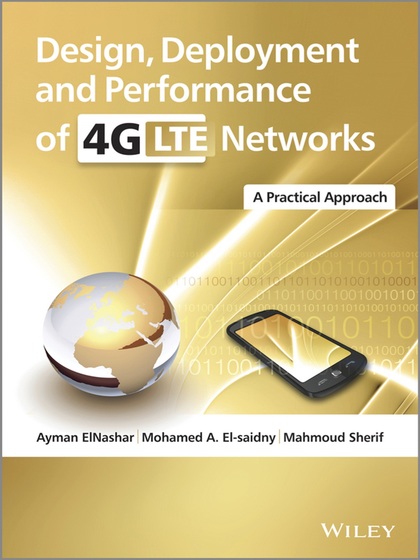 Design, Deployment
and Performance
of 4G LTE Networks
A Practical Approach
Ayman ElNashar | Mohamed A. El-saidny | Mahmoud Sherif
WILEY